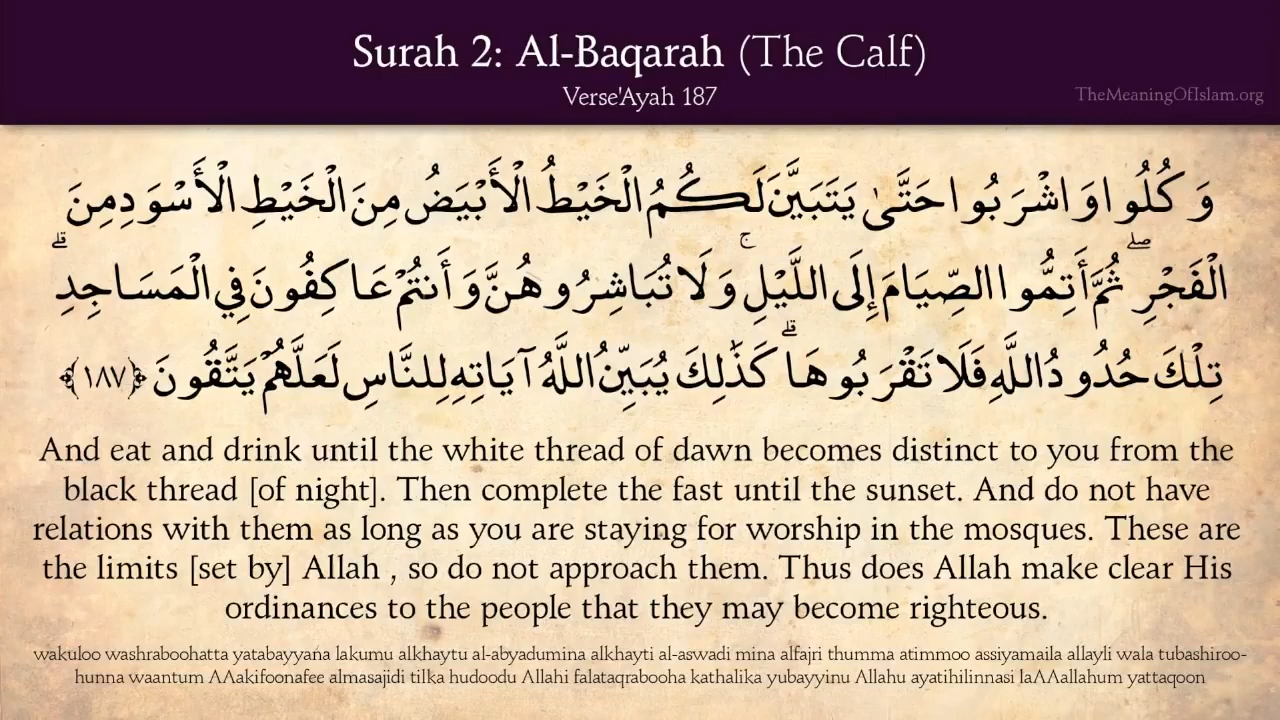 Surah 2: Al-Baqarah (The Calf)
Verse'Ayah 187
TheMeaningOfIslam.org
وَكُلُوا وَاشْرَبُوا حَتَّىٰ يَتَبَيَّنَ لَكُمُ الْخَيْطُ الْأَبْيَضُ مِنَ الْخَيْطِ الْأَسْوَدِ مِنَ
الْفَجْرِ ۖ ثُمَّ أَتِمُّوا الصِّيَامَ إِلَى اللَّيْلِ ۚ وَلَا تُبَاشِرُوهُنَّ وَأَنتُمْ عَاكِفُونَ فِي الْمَسَاجِدِ ۗ
تِلْكَ حُدُودُ اللَّهِ فَلَا تَقْرَبُوهَا ۗ كَذَٰلِكَ يُبَيِّنُ اللَّهُ آيَاتِهِ لِلنَّاسِ لَعَلَّهُمْ يَتَّقُونَ ﴿١٨٧﴾
And eat and drink until the white thread of dawn becomes distinct to you from the
black thread [of night]. Then complete the fast until the sunset. And do not have
relations with them as long as you are staying for worship in the mosques. These are
the limits [set by] Allah , so do not approach them. Thus does Allah make clear His
ordinances to the people that they may become righteous.
wakuloo washraboohatta yatabayyana lakumu alkhaytu al-abyadumina alkhayti al-aswadi mina alfajri thumma atimmoo assiyamaila allayli wala tubashiroo-
hunna waantum AAakifoonafee almasajidi tilka hudoodu Allahi falataqrabooha kathalika yubayyinu Allahu ayatihilinnasi laAAallahum yattaqoon